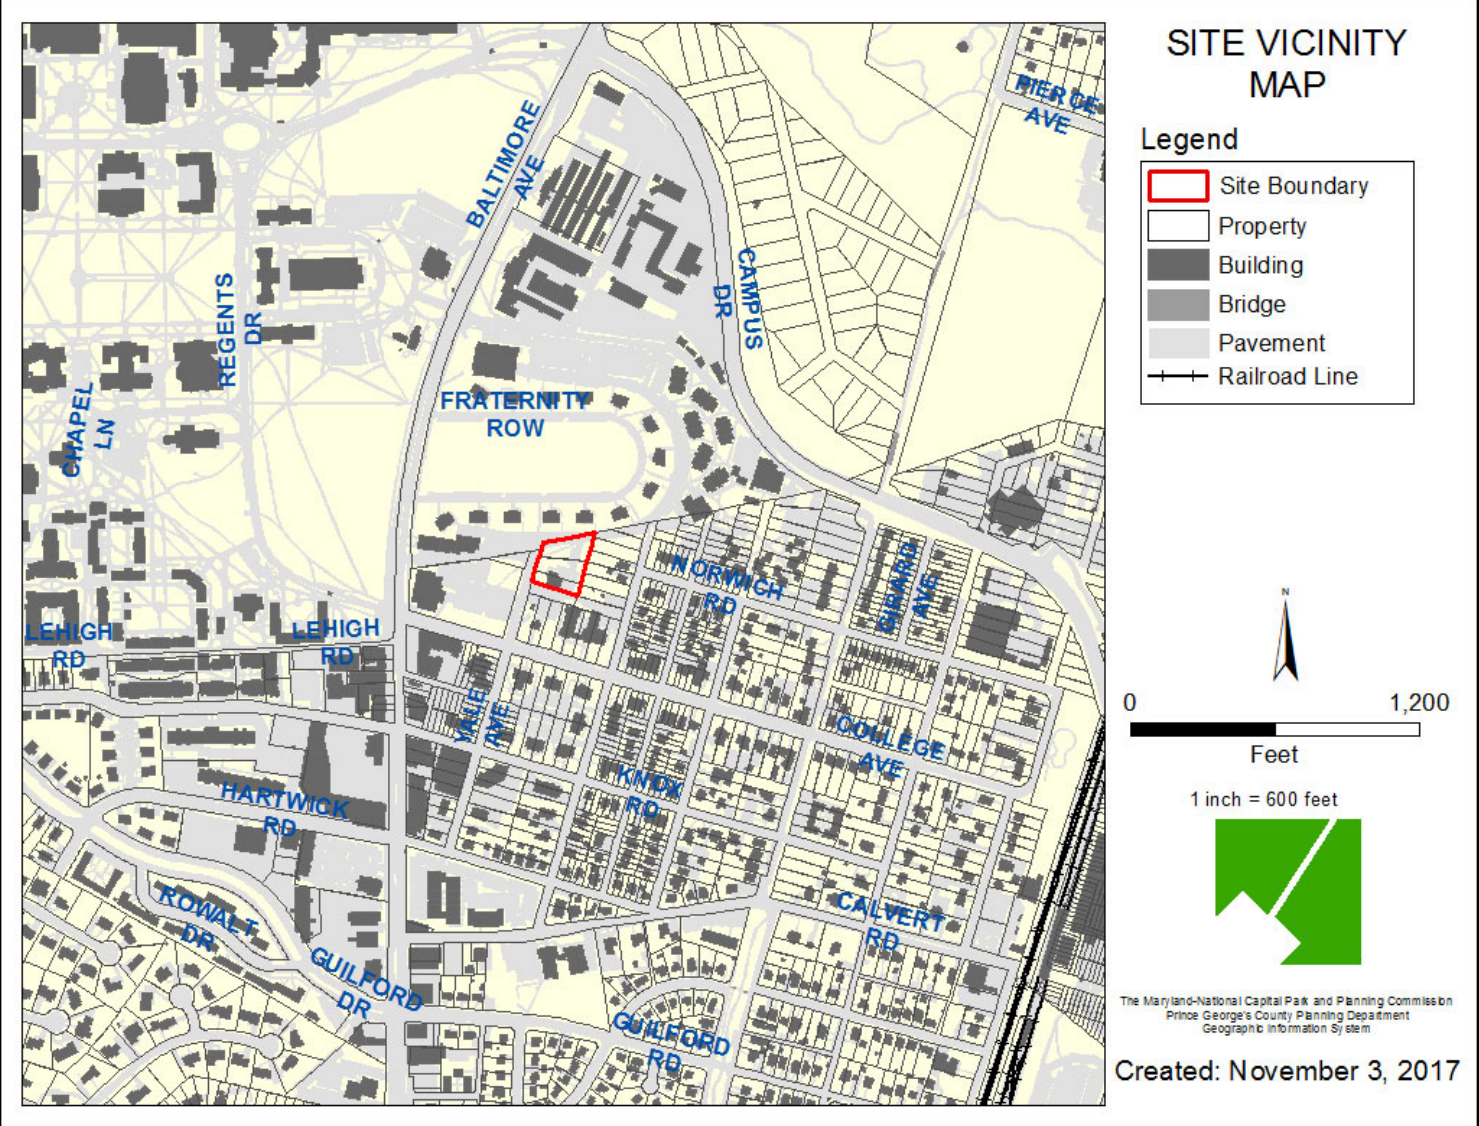 SITE VICINITY
MAP
Legend
Site Boundary
Property
Building
Bridge
Pavement
Railroad Line
PIERCE
AVE
BALTIMORE
AVE
CAMPUS
DR
REGENTS
DR
CHAPEL
LN
FRATERNITY
ROW
NORWICH
RD
GIRARD
AVE
LEHIGH
RD
LEHIGH
RD
YALE
AVE
COLLEGE
AVE
KNOX
RD
HARTWICK
RD
ROWALT
DR
CALVERT
RD
GUILFORD
DR
GUILFORD
RD
N
0 1,200
Feet
1 inch = 600 feet
The Maryland-National Capital Park and Planning Commission
Prince George's County Planning Department
Geographic Information System
Created: November 3, 2017